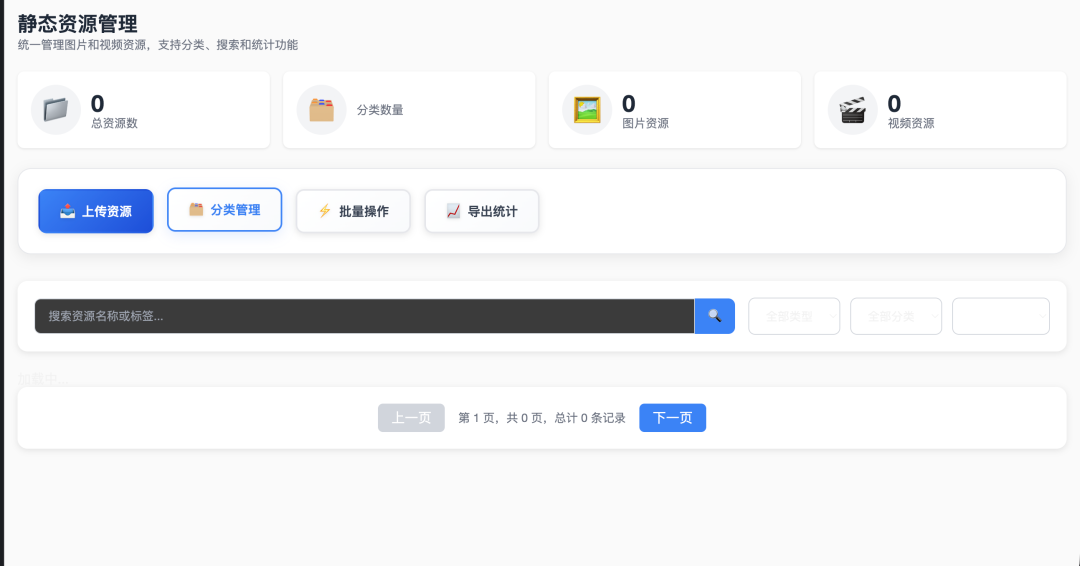 静态资源管理
统一管理图片和视频资源，支持分类、搜索和统计功能
0
总资源数
分类数量
0
图片资源
0
视频资源
上传资源
分类管理
批量操作
导出统计
搜索资源名称或标签...
全部类型
全部分类
加载中...
上一页
第 1 页，共 0 页，总计 0 条记录
下一页